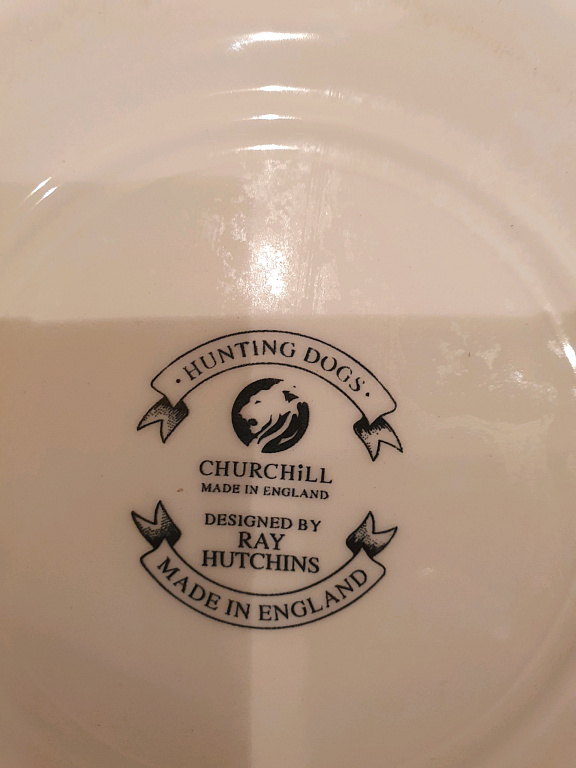 · HUNTING DOGS ·
CHURCHiLL
MADE IN ENGLAND
DESIGNED BY
RAY
HUTCHINS
MADE IN ENGLAND